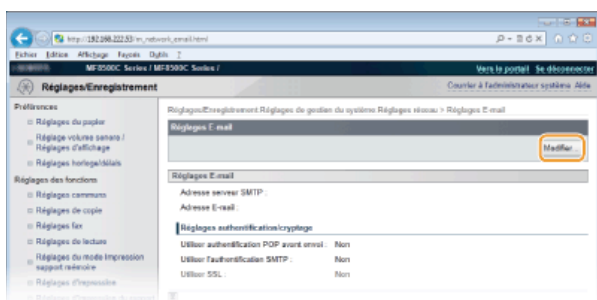 http://192.168.222.53/m_network_email.html
Fichier Edition Affichage Favoris Outils ?
MF8500C Series / MF8500C Series /
Vers le portail Se déconnecter
Réglages/Enregistrement
Courrier à l'administrateur système Aide
Préférences
Réglages du papier
Réglage volume sonore /
Réglages d'affichage
Réglages horloge/délais
Réglages des fonctions
Réglages communs
Réglages de copie
Réglages fax
Réglages de lecture
Réglages du mode Impression
support mémoire
Réglages d'impression
Réglages/Enregistrement:Réglages de gestion du système:Réglages réseau > Réglages E-mail
Réglages E-mail
Modifier...
Réglages E-mail
Adresse serveur SMTP :
Adresse E-mail :
Réglages authentification/cryptage
Utiliser authentification POP avant envoi : Non
Utiliser l'authentification SMTP : Non
Utiliser SSL : Non